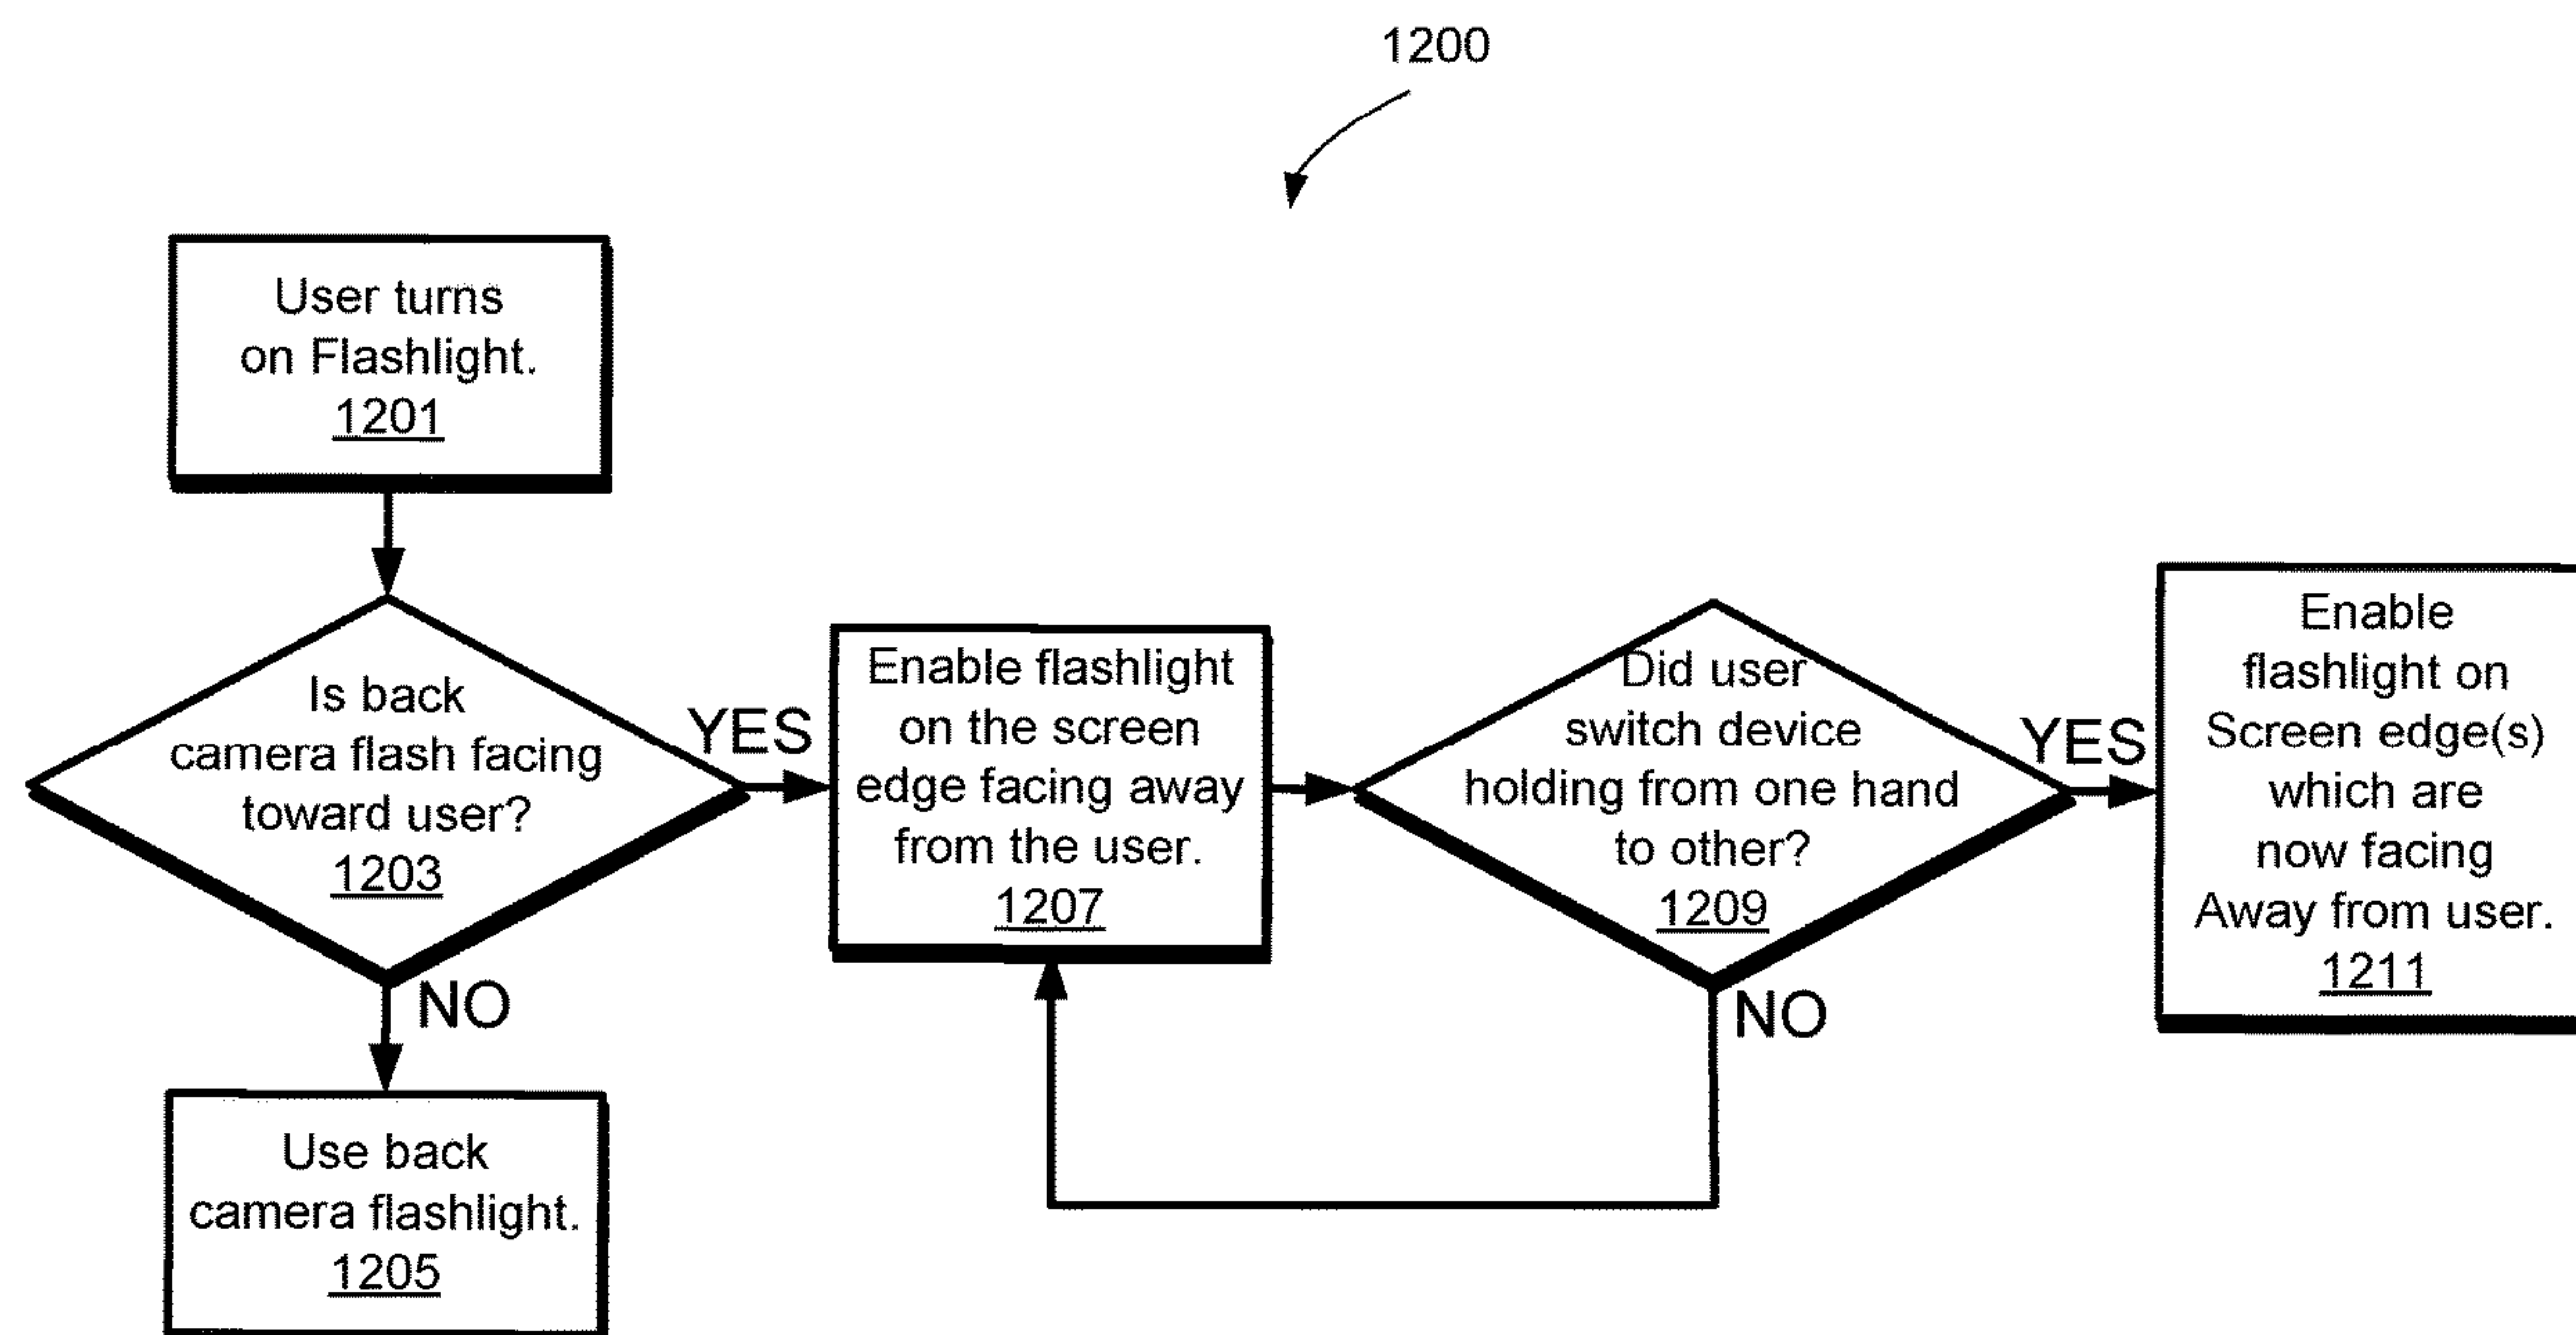 1200
User turns
on Flashlight.
1201
Is back
camera flash facing
toward user?
1203
YES
NO
Use back
camera flashlight.
1205
Enable flashlight
on the screen
edge facing away
from the user.
1207
Did user
switch device
holding from one hand
to other?
1209
YES
NO
Enable
flashlight on
Screen edge(s)
which are
now facing
Away from user.
1211